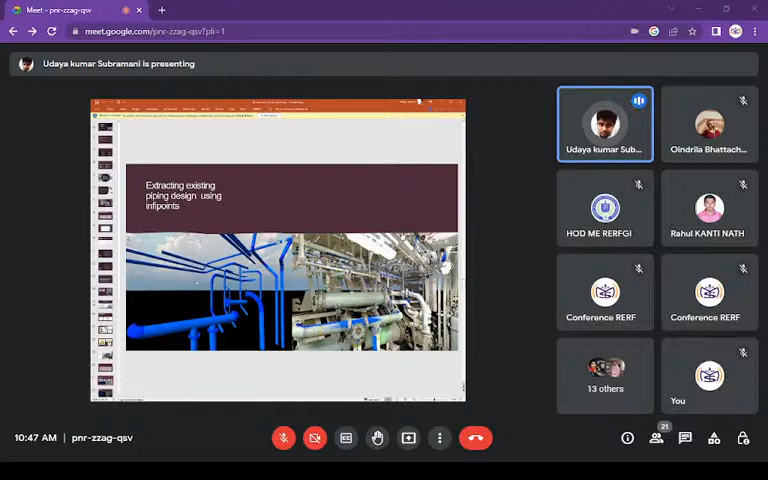 Meet - pnr-zzag-qsv
meet.google.com/pnr-zzag-qsv?pli=1
Udaya kumar Subramani is presenting
Extracting existing
piping design using
infipoints
Udaya kumar Sub...
Oindrila Bhattach...
HOD ME RERFGI
Rahul KANTI NATH
Conference RERF
Conference RERF
13 others
You
10:47 AM | pnr-zzag-qsv
21